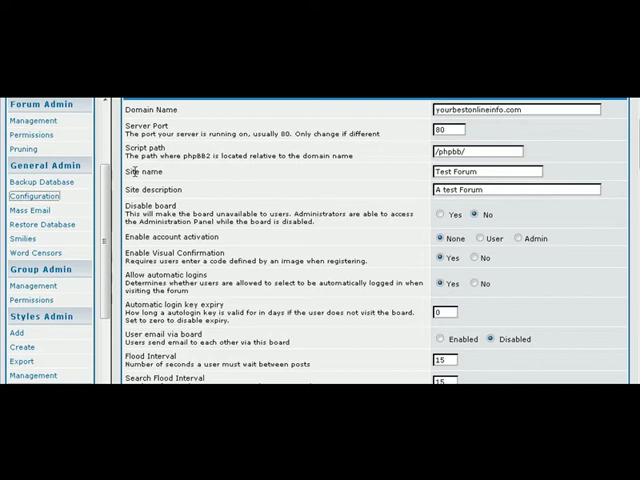 Forum Admin
Management
Permissions
Pruning
General Admin
Backup Database
Configuration
Mass Email
Restore Database
Smilies
Word Censors
Group Admin
Management
Permissions
Styles Admin
Add
Create
Export
Management
Domain Name
yourbestonlineinfo.com
Server Port
The port your server is running on, usually 80. Only change if different
80
Script path
The path where phpBB2 is located relative to the domain name
/phpbb/
Site name
Test Forum
Site description
A test Forum
Disable board
This will make the board unavailable to users. Administrators are able to access
the Administration Panel while the board is disabled.
Yes No
Enable account activation
None User Admin
Enable Visual Confirmation
Requires users enter a code defined by an image when registering.
Yes No
Allow automatic logins
Determines whether users are allowed to select to be automatically logged in when
visiting the forum
Yes No
Automatic login key expiry
How long a autologin key is valid for in days if the user does not visit the board.
Set to zero to disable expiry.
0
User email via board
Users send email to each other via this board
Enabled Disabled
Flood Interval
Number of seconds a user must wait between posts
15
Search Flood Interval
15